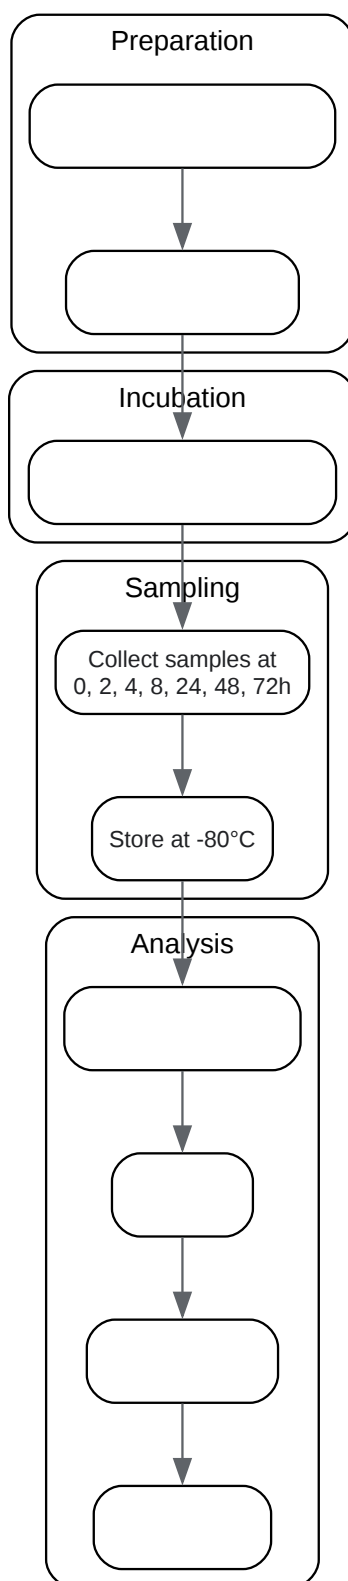 Preparation
Incubation
Sampling
Collect samples at
0, 2, 4, 8, 24, 48, 72h
Store at -80°C
Analysis